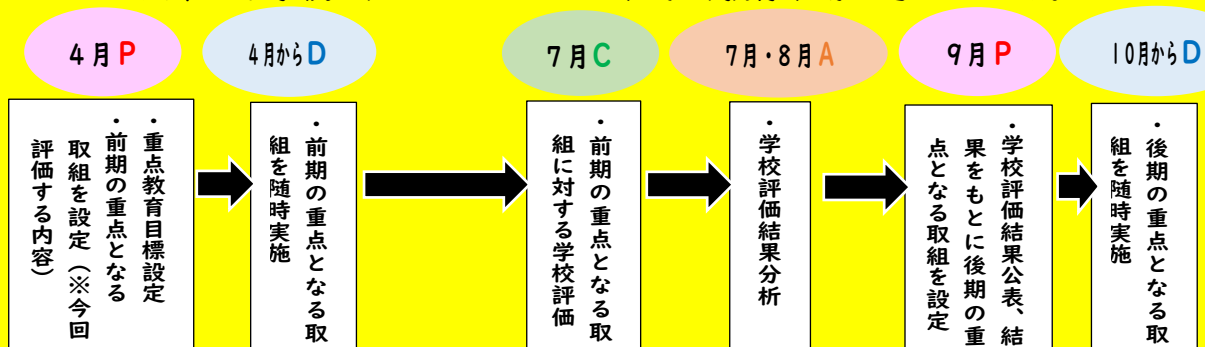 4月P
・重点教育目標設定
・前期の重点となる
取組を設定（※今回
評価する内容）
4月からD
・前期の重点となる取
組を随時実施
7月C
・前期の重点となる取
組に対する学校評価
7月・8月A
・学校評価結果分析
9月P
・学校評価結果公表、結
果をもとに後期の重
点となる取組を設定
10月からD
・後期の重点となる取
組を随時実施